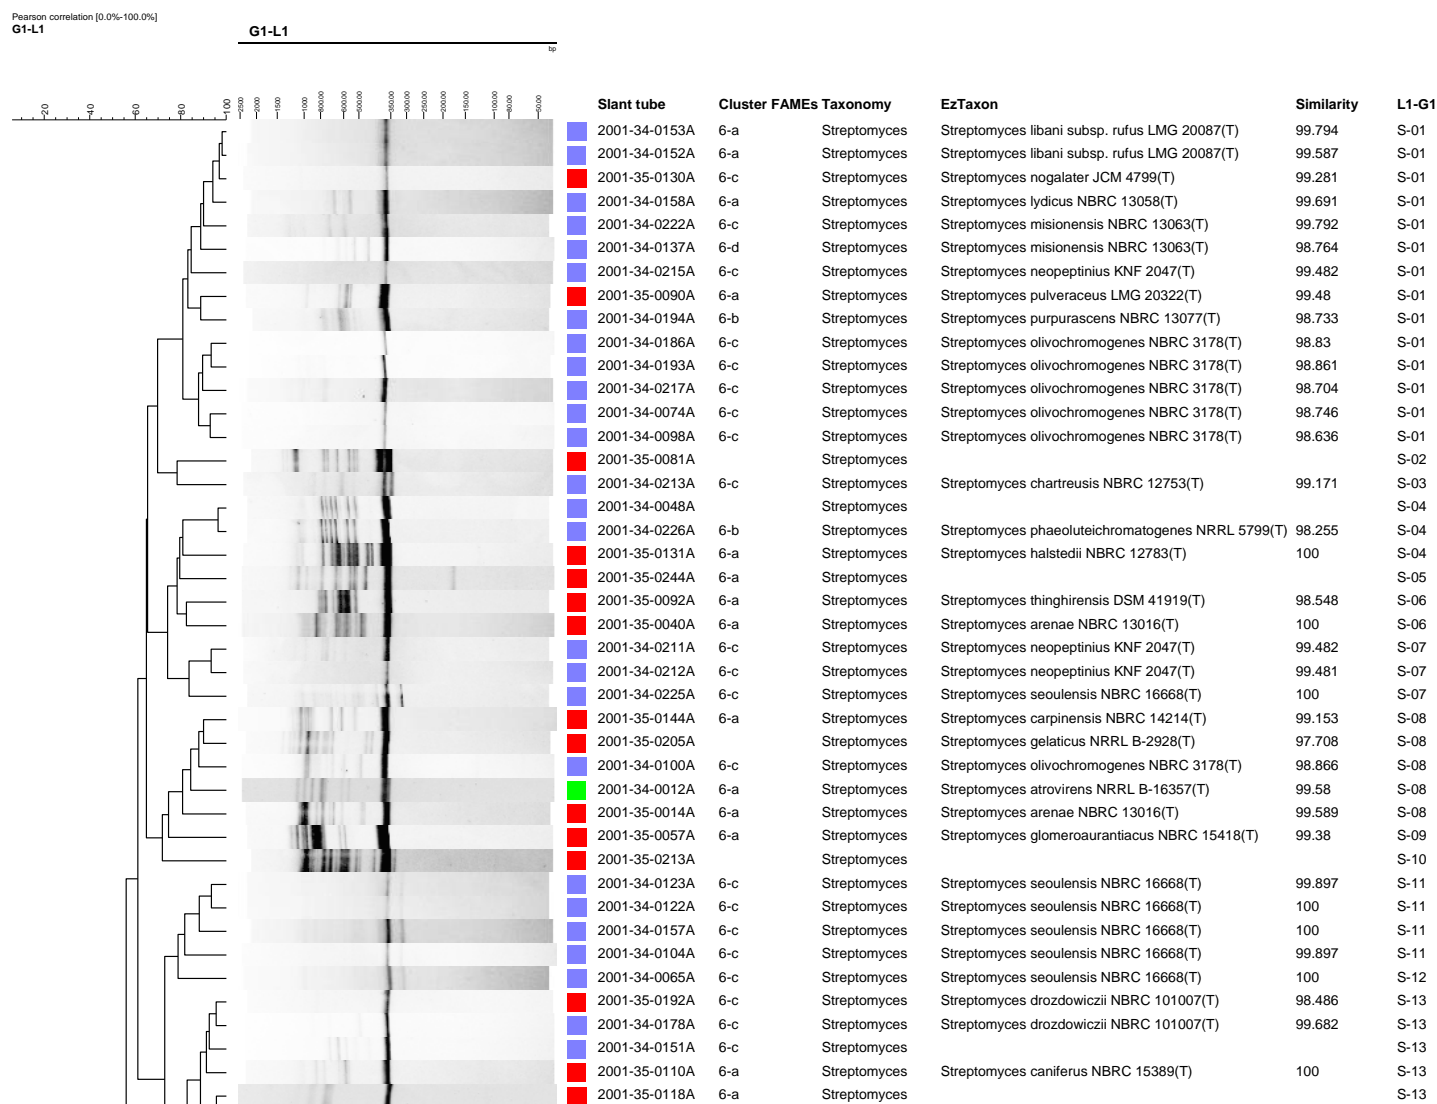 Pearson correlation [0.0%-100.0%]
G1-L1
G1-L1
bp
20 40 60 80 100 2500 2000 1500 1000 800.00 600.00 500.00 350.00 300.00 250.00 200.00 150.00 100.00 80.00 50.00
Slant tube Cluster FAMEs Taxonomy EzTaxon Similarity L1-G1
2001-34-0153A 6-a Streptomyces Streptomyces libani subsp. rufus LMG 20087(T) 99.794 S-01
2001-34-0152A 6-a Streptomyces Streptomyces libani subsp. rufus LMG 20087(T) 99.587 S-01
2001-35-0130A 6-c Streptomyces Streptomyces nogalater JCM 4799(T) 99.281 S-01
2001-34-0158A 6-a Streptomyces Streptomyces lydicus NBRC 13058(T) 99.691 S-01
2001-34-0222A 6-c Streptomyces Streptomyces misionensis NBRC 13063(T) 99.792 S-01
2001-34-0137A 6-d Streptomyces Streptomyces misionensis NBRC 13063(T) 98.764 S-01
2001-34-0215A 6-c Streptomyces Streptomyces neopeptinius KNF 2047(T) 99.482 S-01
2001-35-0090A 6-a Streptomyces Streptomyces pulveraceus LMG 20322(T) 99.48 S-01
2001-34-0194A 6-b Streptomyces Streptomyces purpurascens NBRC 13077(T) 98.733 S-01
2001-34-0186A 6-c Streptomyces Streptomyces olivochromogenes NBRC 3178(T) 98.83 S-01
2001-34-0193A 6-c Streptomyces Streptomyces olivochromogenes NBRC 3178(T) 98.861 S-01
2001-34-0217A 6-c Streptomyces Streptomyces olivochromogenes NBRC 3178(T) 98.704 S-01
2001-34-0074A 6-c Streptomyces Streptomyces olivochromogenes NBRC 3178(T) 98.746 S-01
2001-34-0098A 6-c Streptomyces Streptomyces olivochromogenes NBRC 3178(T) 98.636 S-01
2001-35-0081A Streptomyces S-02
2001-34-0213A 6-c Streptomyces Streptomyces chartreusis NBRC 12753(T) 99.171 S-03
2001-34-0048A Streptomyces S-04
2001-34-0226A 6-b Streptomyces Streptomyces phaeoluteichromatogenes NRRL 5799(T) 98.255 S-04
2001-35-0131A 6-a Streptomyces Streptomyces halstedii NBRC 12783(T) 100 S-04
2001-35-0244A 6-a Streptomyces S-05
2001-35-0092A 6-a Streptomyces Streptomyces thinghirensis DSM 41919(T) 98.548 S-06
2001-35-0040A 6-a Streptomyces Streptomyces arenae NBRC 13016(T) 100 S-06
2001-34-0211A 6-c Streptomyces Streptomyces neopeptinius KNF 2047(T) 99.482 S-07
2001-34-0212A 6-c Streptomyces Streptomyces neopeptinius KNF 2047(T) 99.481 S-07
2001-34-0225A 6-c Streptomyces Streptomyces seoulensis NBRC 16668(T) 100 S-07
2001-35-0144A 6-a Streptomyces Streptomyces carpinensis NBRC 14214(T) 99.153 S-08
2001-35-0205A Streptomyces Streptomyces gelaticus NRRL B-2928(T) 97.708 S-08
2001-34-0100A 6-c Streptomyces Streptomyces olivochromogenes NBRC 3178(T) 98.866 S-08
2001-34-0012A 6-a Streptomyces Streptomyces atrovirens NRRL B-16357(T) 99.58 S-08
2001-35-0014A 6-a Streptomyces Streptomyces arenae NBRC 13016(T) 99.589 S-08
2001-35-0057A 6-a Streptomyces Streptomyces glomeroaurantiacus NBRC 15418(T) 99.38 S-09
2001-35-0213A Streptomyces S-10
2001-34-0123A 6-c Streptomyces Streptomyces seoulensis NBRC 16668(T) 99.897 S-11
2001-34-0122A 6-c Streptomyces Streptomyces seoulensis NBRC 16668(T) 100 S-11
2001-34-0157A 6-c Streptomyces Streptomyces seoulensis NBRC 16668(T) 100 S-11
2001-34-0104A 6-c Streptomyces Streptomyces seoulensis NBRC 16668(T) 99.897 S-11
2001-34-0065A 6-c Streptomyces Streptomyces seoulensis NBRC 16668(T) 100 S-12
2001-35-0192A 6-c Streptomyces Streptomyces drozdowiczii NBRC 101007(T) 98.486 S-13
2001-34-0178A 6-c Streptomyces Streptomyces drozdowiczii NBRC 101007(T) 99.682 S-13
2001-34-0151A 6-c Streptomyces S-13
2001-35-0110A 6-a Streptomyces Streptomyces caniferus NBRC 15389(T) 100 S-13
2001-35-0118A 6-a Streptomyces S-13